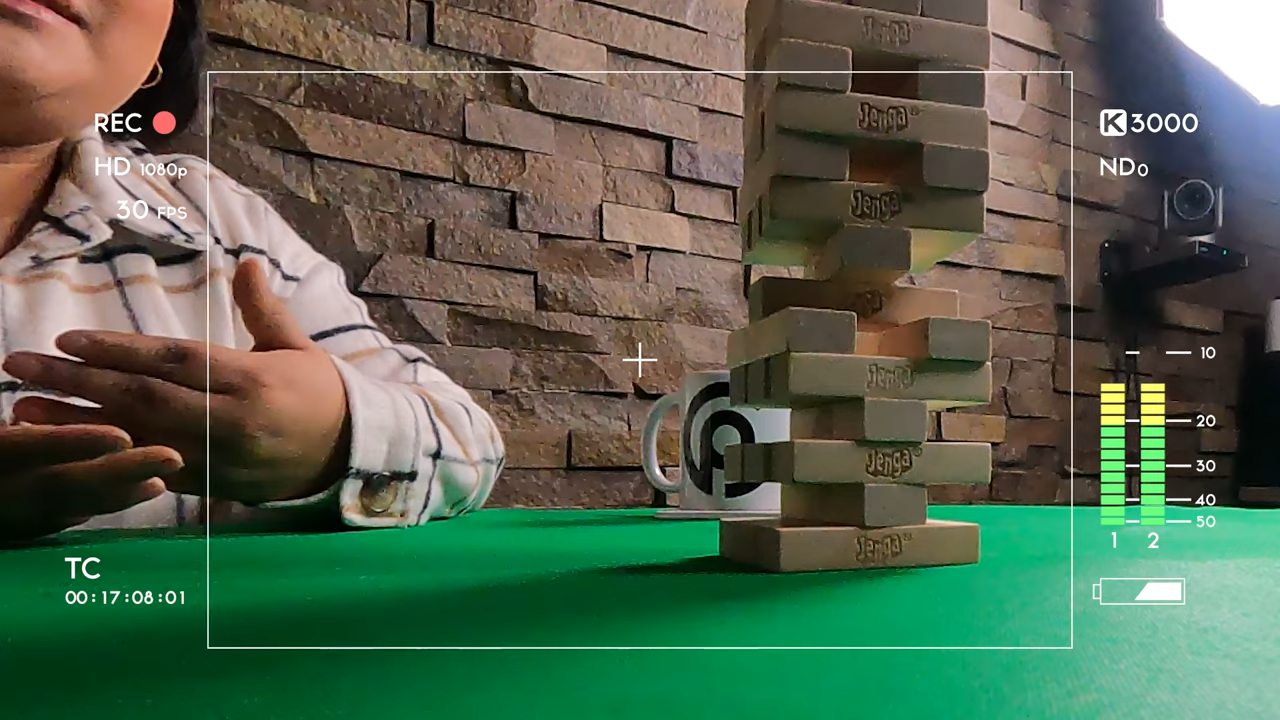 REC
HD 1080p
30 FPS
K 3000
ND0
Jenga
Jenga
Jenga
Jenga
Jenga
Jenga
10
20
30
40
50
1 2
TC
00:17:08:01